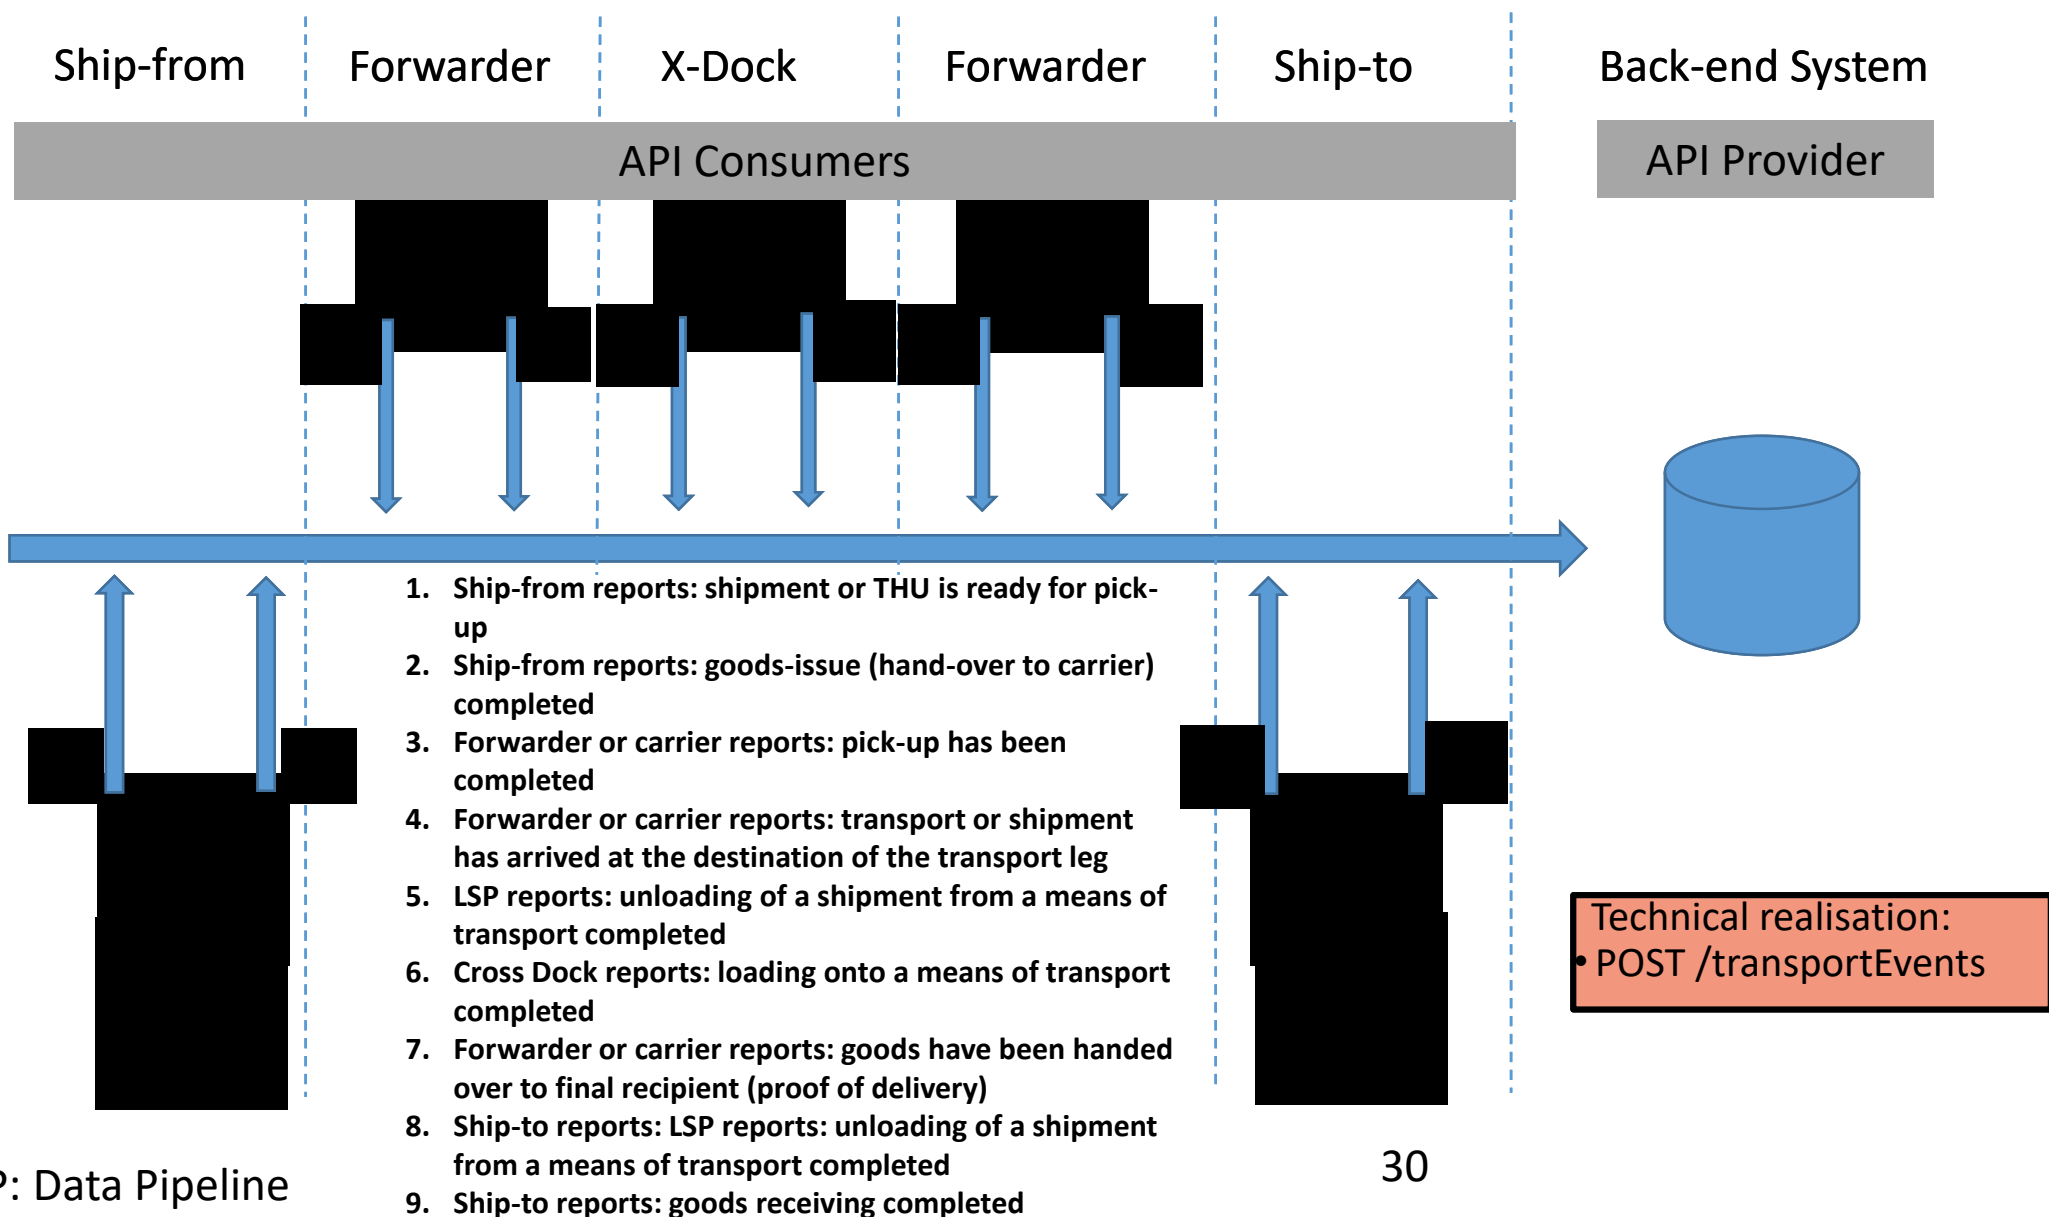 Ship-from
Forwarder
X-Dock
Forwarder
Ship-to
Back-end System
API Consumers
API Provider
1. Ship-from reports: shipment or THU is ready for pick-
up
2. Ship-from reports: goods-issue (hand-over to carrier)
completed
3. Forwarder or carrier reports: pick-up has been
completed
4. Forwarder or carrier reports: transport or shipment
has arrived at the destination of the transport leg
5. LSP reports: unloading of a shipment from a means of
transport completed
6. Cross Dock reports: loading onto a means of transport
completed
7. Forwarder or carrier reports: goods have been handed
over to final recipient (proof of delivery)
8. Ship-to reports: LSP reports: unloading of a shipment
from a means of transport completed
9. Ship-to reports: goods receiving completed
Technical realisation:
• POST /transportEvents
P: Data Pipeline
30